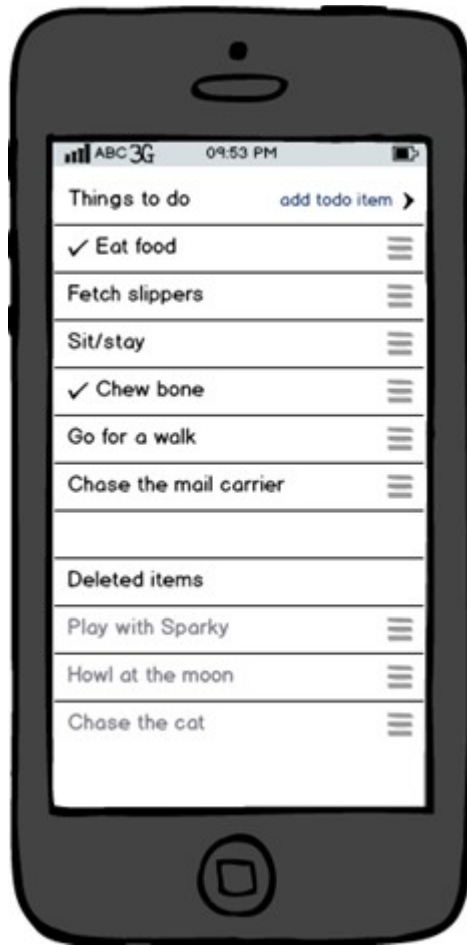 ABC 3G 09:53 PM
Things to do add todo item
Eat food
Fetch slippers
Sit/stay
Chew bone
Go for a walk
Chase the mail carrier
Deleted items
Play with Sparky
Howl at the moon
Chase the cat